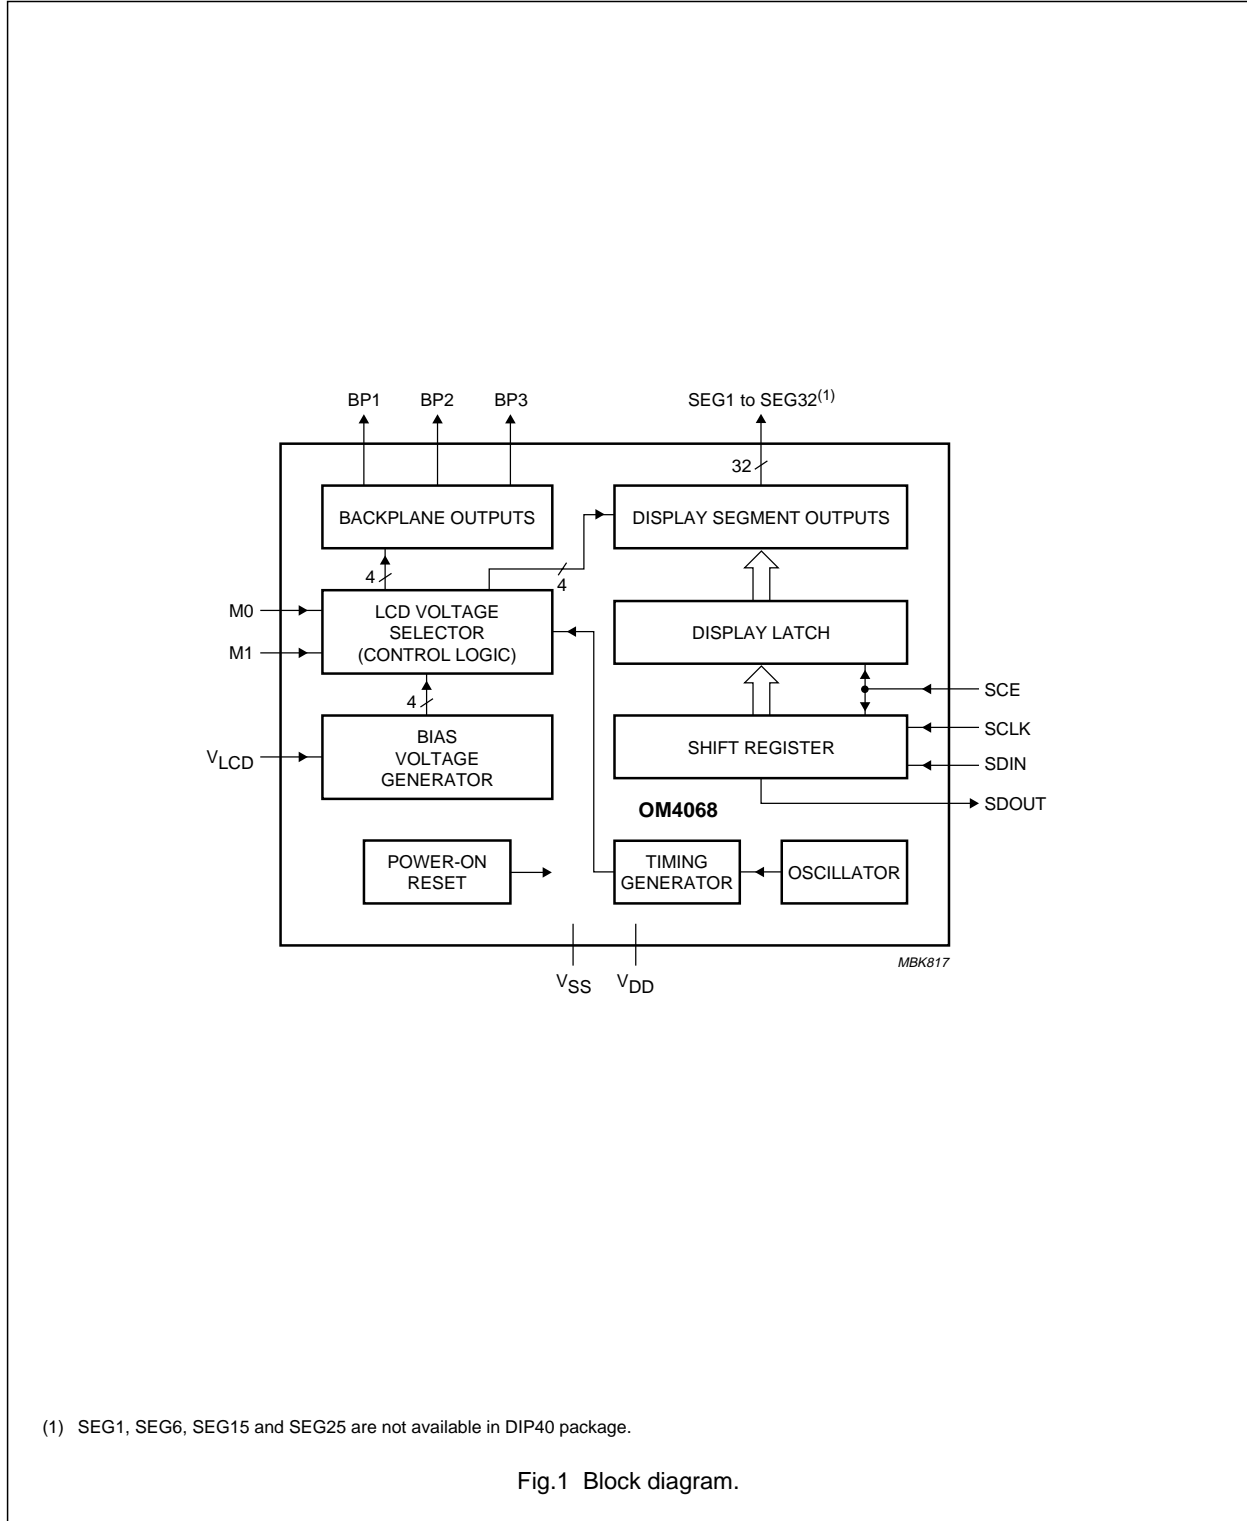 BP1 BP2 BP3 SEG1 to SEG32(1)
32
BACKPLANE OUTPUTS DISPLAY SEGMENT OUTPUTS
4 4
M0
M1
LCD VOLTAGE
SELECTOR
(CONTROL LOGIC)
DISPLAY LATCH
SCE
4
SCLK
BIAS
VOLTAGE
GENERATOR
SHIFT REGISTER
VLCD
SDIN
SDOUT
OM4068
POWER-ON
RESET
TIMING
GENERATOR
OSCILLATOR
MBK817
VSS VDD
(1) SEG1, SEG6, SEG15 and SEG25 are not available in DIP40 package.
Fig.1 Block diagram.